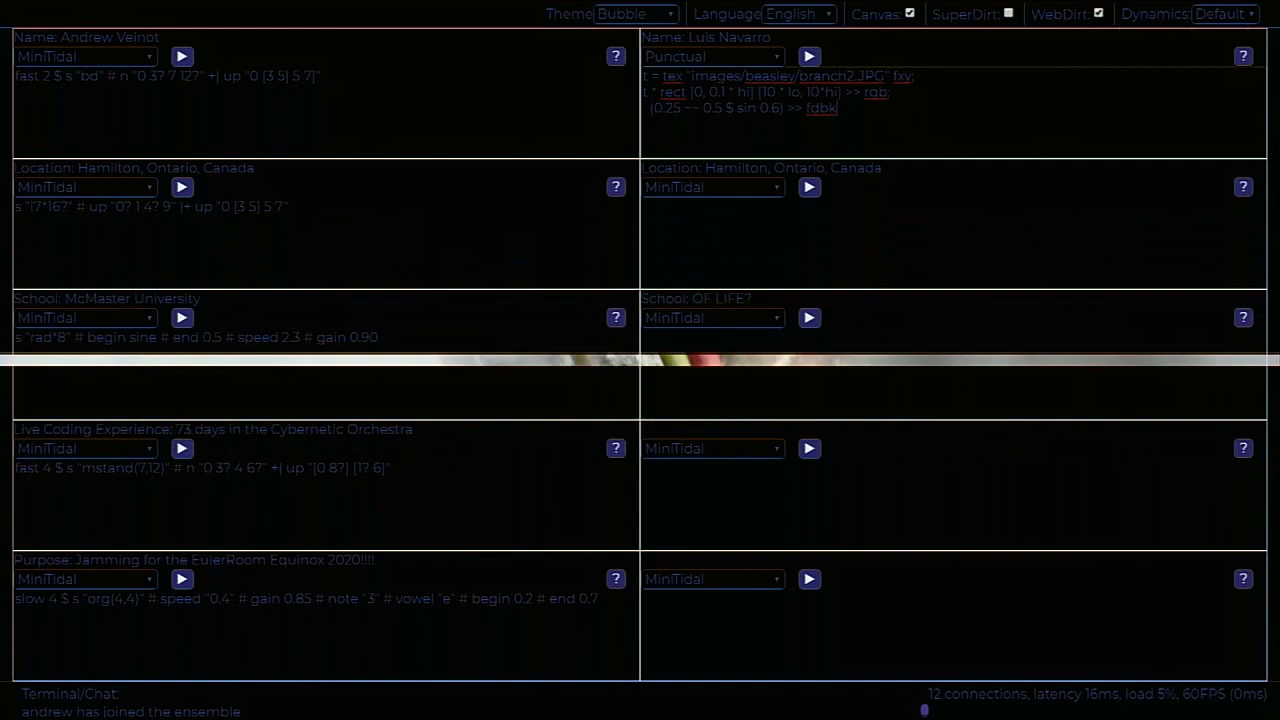 Theme Bubble Language English Canvas: SuperDirt: WebDirt: Dynamics: Default
Name: Andrew Veinot
MiniTidal ?
fast 2 $ s "bd" # n "0 3? 7 12?" +| up "0 [3 5] 5 7]"
Name: Luis Navarro
Punctual ?
t = tex "images/beasley/branch2.JPG" fxy;
t * rect [0, 0.1 * hi] [10 * lo, 10*hi] >> rgb;
(0.25 ~~ 0.5 $ sin 0.6) >> fdbk
Location: Hamilton, Ontario, Canada
MiniTidal ?
s "i7*16?" # up "0? 1 4? 9" |+ up "0 [3 5] 5 7"
Location: Hamilton, Ontario, Canada
MiniTidal ?
School: McMaster University
MiniTidal ?
s "rad*8" # begin sine # end 0.5 # speed 2.3 # gain 0.90
School: OF LIFE?
MiniTidal ?
Live Coding Experience: 73 days in the Cybernetic Orchestra
MiniTidal ?
fast 4 $ s "mstand(7,12)" # n "0 3? 4 6?" +| up "[0 8?] [1? 6]"
MiniTidal ?
Purpose: Jamming for the EulerRoom Equinox 2020!!!!
MiniTidal ?
slow 4 $ s "org(4,4)" # speed "0.4" # gain 0.85 # note "3" # vowel "e" # begin 0.2 # end 0.7
MiniTidal ?
Terminal/Chat:
andrew has joined the ensemble
12 connections, latency 16ms, load 5%, 60FPS (0ms)